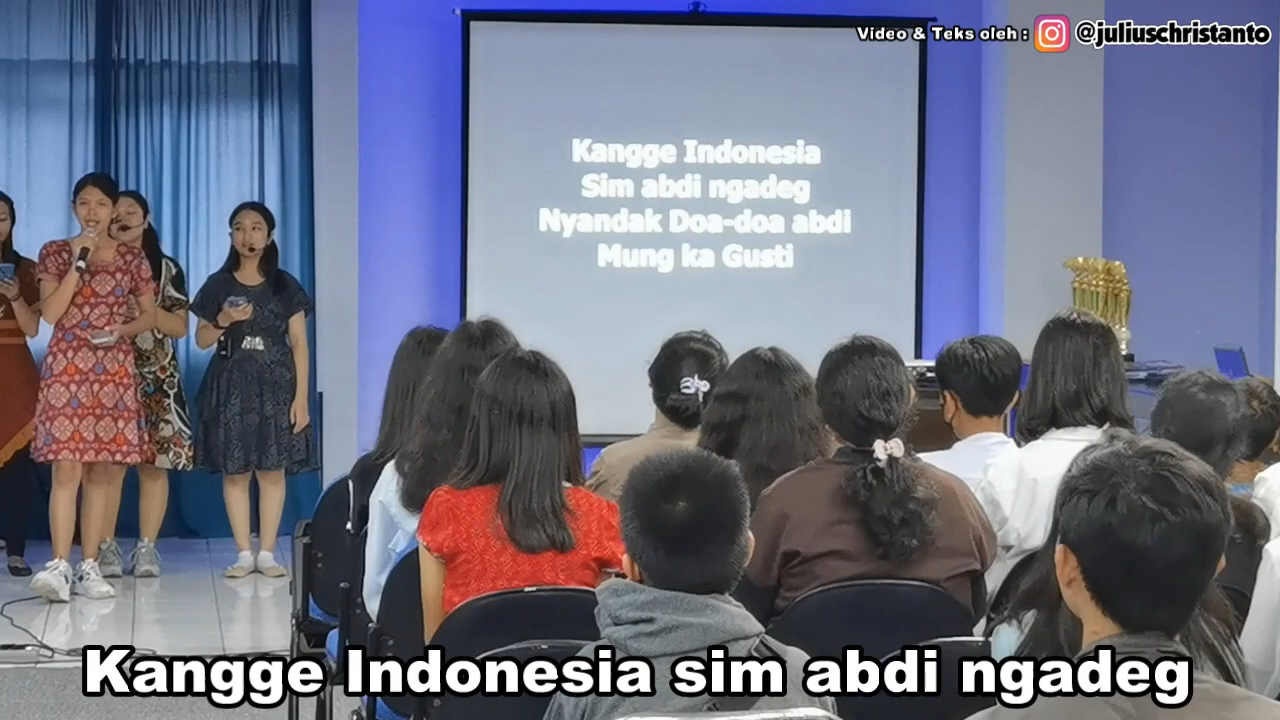 Video & Teks oleh : @juliuschristanto
Kangge Indonesia
Sim abdi ngadeg
Nyandak Doa-doa abdi
Mung ka Gusti
Kangge Indonesia sim abdi ngadeg